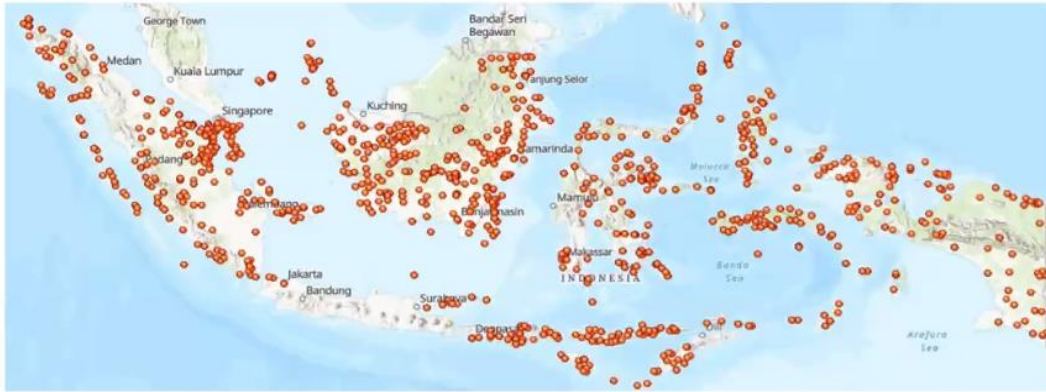 George Town
Bandar Seri
Begawan
Medan
Kuala Lumpur
Tanjung Selor
Singapore
Kuching
Samarinda
Padang
Molucca
Sea
Palembang
Mamuju
Banjarmasin
Makassar
INDONESIA
Banda
Sea
Jakarta
Bandung
Surabaya
Denpasar
Dili
Arafura
Sea